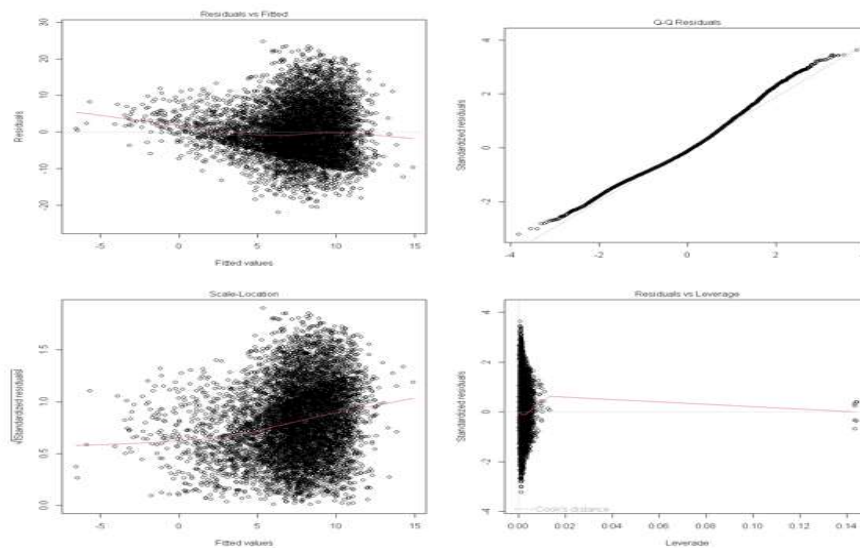 Residuals vs Fitted
Residuals
30
20
10
0
-10
-20
-5 0 5 10 15
Fitted values
Q-Q Residuals
Standardized residuals
4
2
0
-2
-4 -2 0 2
Scale-Location
√|Standardized residuals|
1.5
1.0
0.5
0.0
-5 0 5 10 15
Fitted values
Residuals vs Leverage
Standardized residuals
4
2
0
-2
-4
Cook's distance
0.00 0.02 0.04 0.06 0.08 0.10 0.12 0.14
Leverage